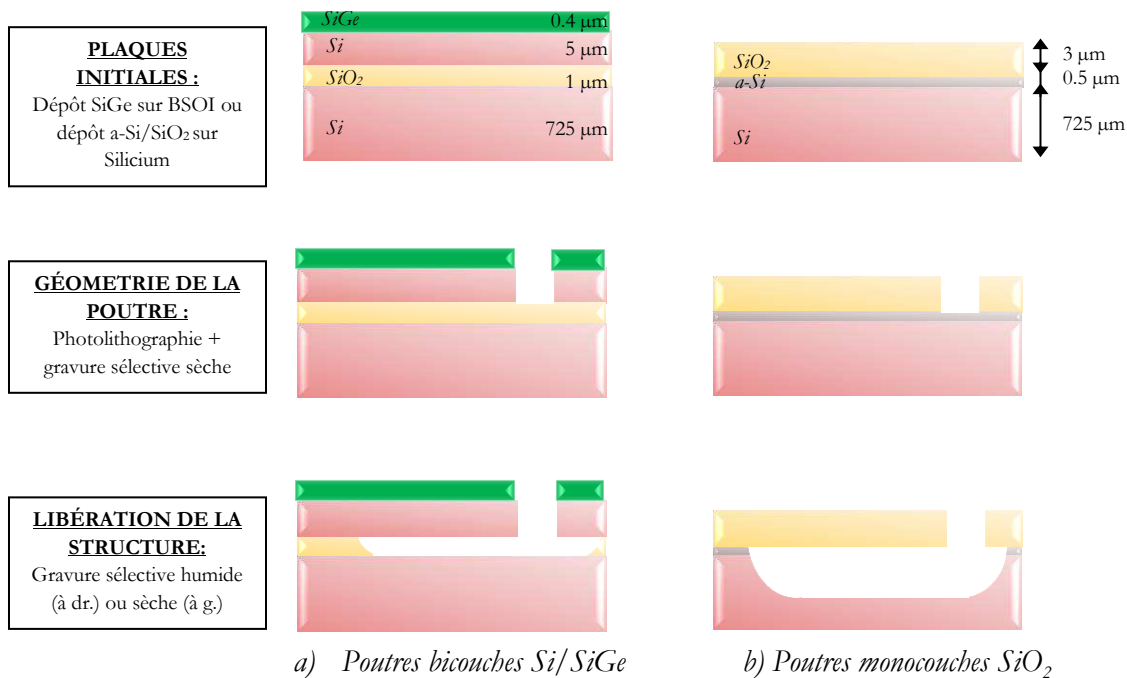 PLAQUES
INITIALES :
Dépôt SiGe sur BSOI ou
dépôt a-Si/SiO2 sur
Silicium
SiGe 0.4 µm
Si 5 µm
SiO2 1 µm
Si 725 µm
SiO2 3 µm
a-Si 0.5 µm
Si 725 µm
GÉOMETRIE DE LA
POUTRE :
Photolithographie +
gravure sélective sèche
LIBÉRATION DE LA
STRUCTURE:
Gravure sélective humide
(à dr.) ou sèche (à g.)
a) Poutres bicouches Si/SiGe
b) Poutres monocouches SiO2